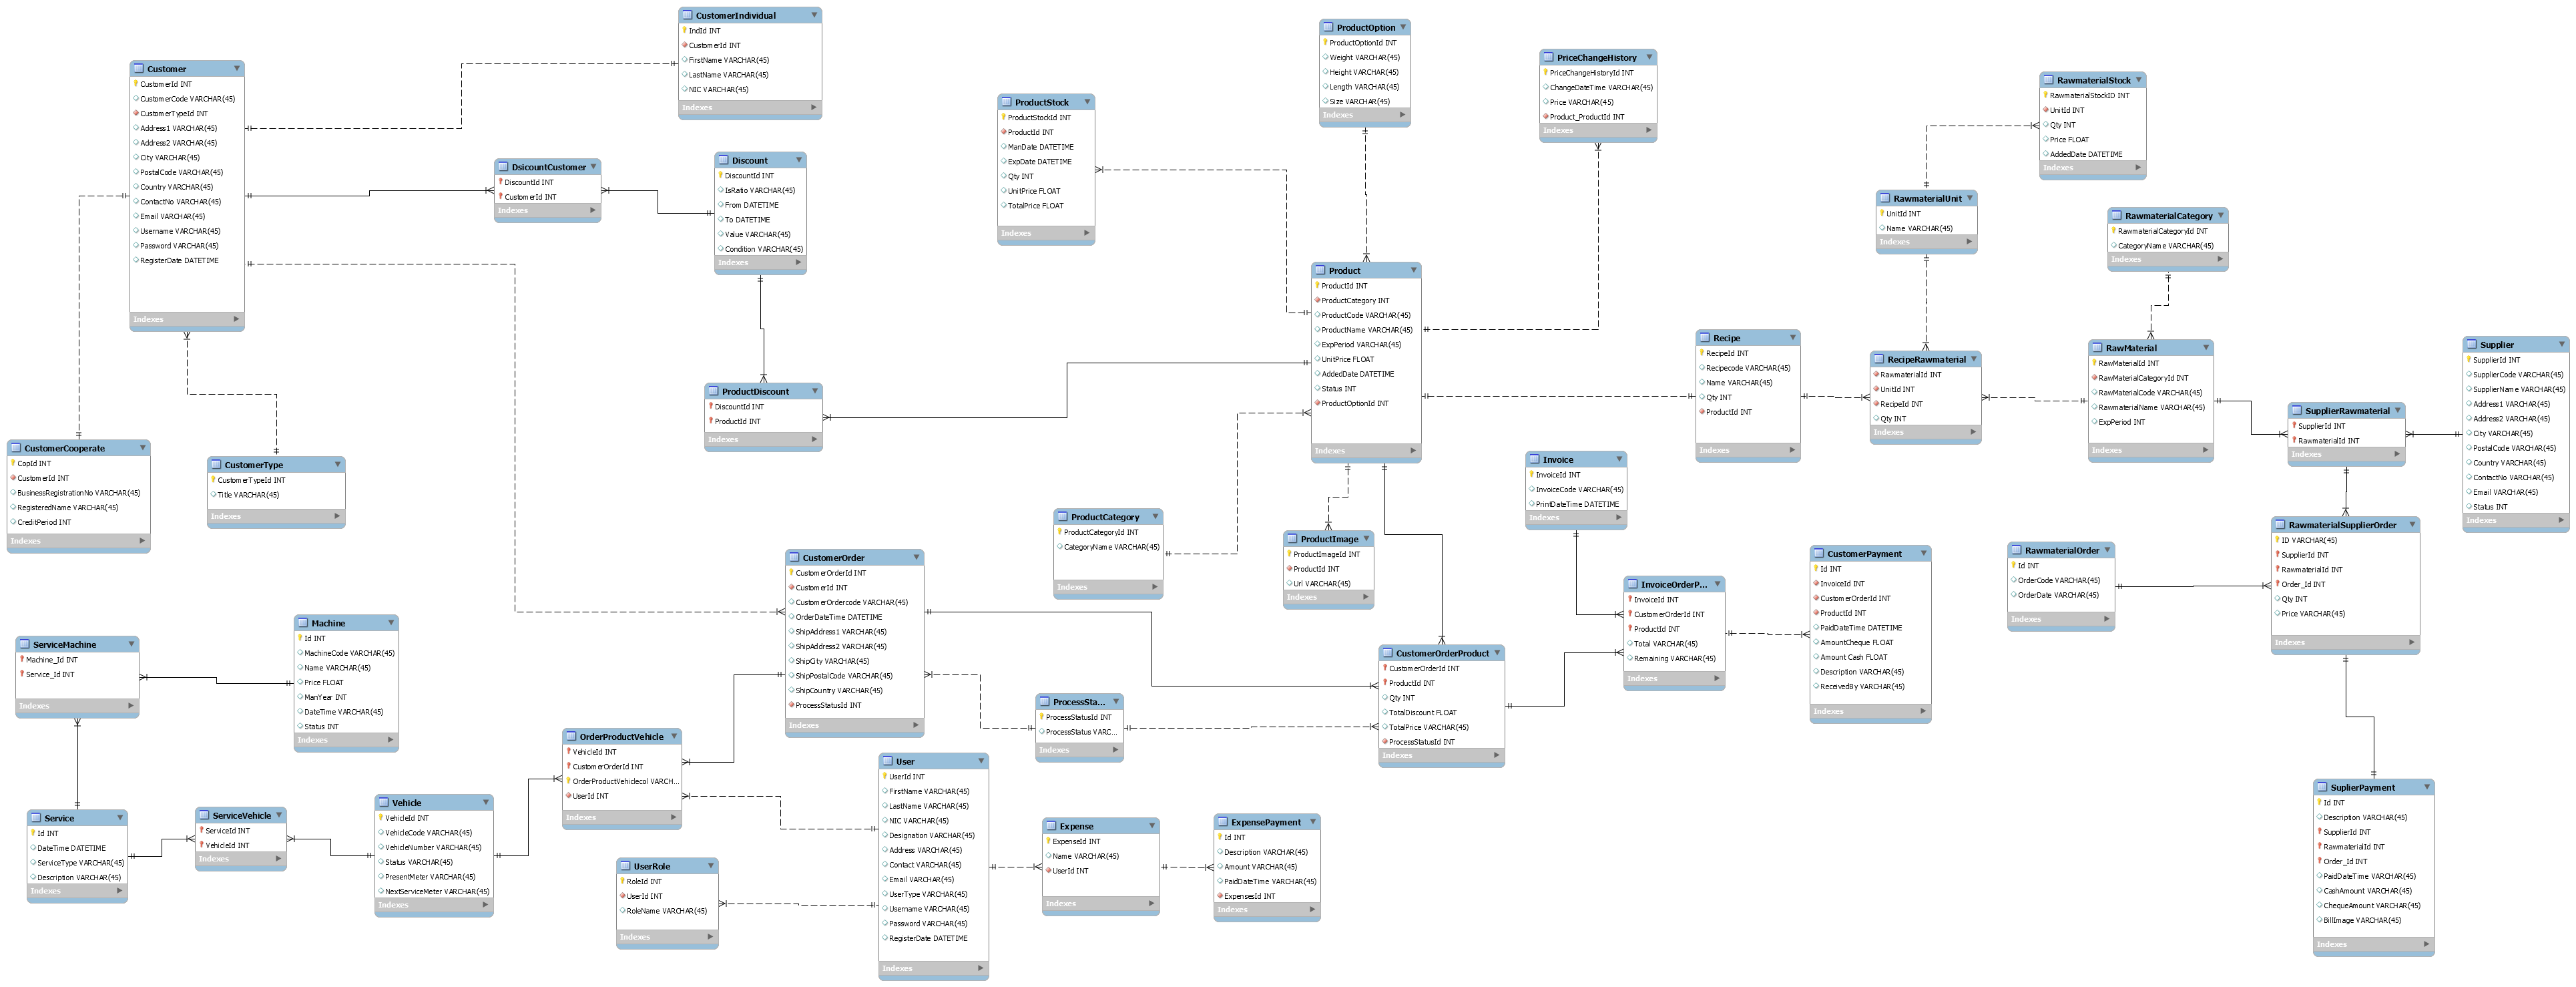 CustomerIndividual
IndId INT
CustomerId INT
FirstName VARCHAR(45)
LastName VARCHAR(45)
NIC VARCHAR(45)
Indexes
ProductOption
ProductOptionId INT
Weight VARCHAR(45)
Height VARCHAR(45)
Length VARCHAR(45)
Size VARCHAR(45)
Indexes
PriceChangeHistory
PriceChangeHistoryId INT
ChangeDateTime VARCHAR(45)
Price VARCHAR(45)
Product_ProductId INT
Indexes
Customer
CustomerId INT
CustomerCode VARCHAR(45)
CustomerTypeId INT
Address1 VARCHAR(45)
Address2 VARCHAR(45)
City VARCHAR(45)
PostalCode VARCHAR(45)
Country VARCHAR(45)
ContactNo VARCHAR(45)
Email VARCHAR(45)
Username VARCHAR(45)
Password VARCHAR(45)
RegisterDate DATETIME
Indexes
RawmaterialStock
RawmaterialStockID INT
UnitId INT
Qty INT
Price FLOAT
AddedDate DATETIME
Indexes
ProductStock
ProductStockId INT
ProductId INT
ManDate DATETIME
ExpDate DATETIME
Qty INT
UnitPrice FLOAT
TotalPrice FLOAT
Indexes
DsicountCustomer
DiscountId INT
CustomerId INT
Indexes
Discount
DiscountId INT
IsRatio VARCHAR(45)
From DATETIME
To DATETIME
Value VARCHAR(45)
Condition VARCHAR(45)
Indexes
RawmaterialUnit
UnitId INT
Name VARCHAR(45)
Indexes
RawmaterialCategory
RawmaterialCategoryId INT
CategoryName VARCHAR(45)
Indexes
Product
ProductId INT
ProductCategory INT
ProductCode VARCHAR(45)
ProductName VARCHAR(45)
ExpPeriod VARCHAR(45)
UnitPrice FLOAT
AddedDate DATETIME
Status INT
ProductOptionId INT
Indexes
Recipe
RecipeId INT
Recipecode VARCHAR(45)
Name VARCHAR(45)
Qty INT
ProductId INT
Indexes
RecipeRawmaterial
RawmaterialId INT
UnitId INT
RecipeId INT
Qty INT
Indexes
RawMaterial
RawMaterialId INT
RawMaterialCategoryId INT
RawMaterialCode VARCHAR(45)
RawmaterialName VARCHAR(45)
ExpPeriod INT
Indexes
Supplier
SupplierId INT
SupplierCode VARCHAR(45)
SupplierName VARCHAR(45)
Address1 VARCHAR(45)
Address2 VARCHAR(45)
City VARCHAR(45)
PostalCode VARCHAR(45)
Country VARCHAR(45)
ContactNo VARCHAR(45)
Email VARCHAR(45)
Status INT
Indexes
ProductDiscount
DiscountId INT
ProductId INT
Indexes
SupplierRawmaterial
SupplierId INT
RawmaterialId INT
Indexes
CustomerCooperate
CopId INT
CustomerId INT
BusinessRegistrationNo VARCHAR(45)
RegisteredName VARCHAR(45)
CreditPeriod INT
Indexes
CustomerType
CustomerTypeId INT
Title VARCHAR(45)
Indexes
Invoice
InvoiceId INT
InvoiceCode VARCHAR(45)
PrintDateTime DATETIME
Indexes
ProductCategory
ProductCategoryId INT
CategoryName VARCHAR(45)
Indexes
ProductImage
ProductImageId INT
ProductId INT
Url VARCHAR(45)
Indexes
RawmaterialSupplierOrder
ID VARCHAR(45)
SupplierId INT
RawmaterialId INT
Order_Id INT
Qty INT
Price VARCHAR(45)
Indexes
RawmaterialOrder
Id INT
OrderCode VARCHAR(45)
OrderDate VARCHAR(45)
Indexes
CustomerOrder
CustomerOrderId INT
CustomerId INT
CustomerOrdercode VARCHAR(45)
OrderDateTime DATETIME
ShipAddress1 VARCHAR(45)
ShipAddress2 VARCHAR(45)
ShipCity VARCHAR(45)
ShipPostalCode VARCHAR(45)
ShipCountry VARCHAR(45)
ProcessStatusId INT
Indexes
InvoiceOrderP...
InvoiceId INT
CustomerOrderId INT
ProductId INT
Total VARCHAR(45)
Remaining VARCHAR(45)
Indexes
CustomerPayment
Id INT
InvoiceId INT
CustomerOrderId INT
ProductId INT
PaidDateTime DATETIME
AmountCheque FLOAT
Amount Cash FLOAT
Description VARCHAR(45)
ReceivedBy VARCHAR(45)
Indexes
ServiceMachine
Machine_Id INT
Service_Id INT
Indexes
Machine
Id INT
MachineCode VARCHAR(45)
Name VARCHAR(45)
Price FLOAT
ManYear INT
DateTime VARCHAR(45)
Status INT
Indexes
CustomerOrderProduct
CustomerOrderId INT
ProductId INT
Qty INT
TotalDiscount FLOAT
TotalPrice VARCHAR(45)
ProcessStatusId INT
Indexes
ProcessSta...
ProcessStatusId INT
ProcessStatus VARC...
Indexes
OrderProductVehicle
VehicleId INT
CustomerOrderId INT
OrderProductVehiclecol VARCH...
UserId INT
Indexes
User
UserId INT
FirstName VARCHAR(45)
LastName VARCHAR(45)
NIC VARCHAR(45)
Designation VARCHAR(45)
Address VARCHAR(45)
Contact VARCHAR(45)
Email VARCHAR(45)
UserType VARCHAR(45)
Username VARCHAR(45)
Password VARCHAR(45)
RegisterDate DATETIME
Indexes
Service
Id INT
DateTime DATETIME
ServiceType VARCHAR(45)
Description VARCHAR(45)
Indexes
ServiceVehicle
ServiceId INT
VehicleId INT
Indexes
Vehicle
VehicleId INT
VehicleCode VARCHAR(45)
VehicleNumber VARCHAR(45)
Status VARCHAR(45)
PresentMeter VARCHAR(45)
NextServiceMeter VARCHAR(45)
Indexes
UserRole
RoleId INT
UserId INT
RoleName VARCHAR(45)
Indexes
Expense
ExpenseId INT
Name VARCHAR(45)
UserId INT
Indexes
ExpensePayment
Id INT
Description VARCHAR(45)
Amount VARCHAR(45)
PaidDateTime VARCHAR(45)
ExpensesId INT
Indexes
SuplierPayment
Id INT
Description VARCHAR(45)
SupplierId INT
RawmaterialId INT
Order_Id INT
PaidDateTime VARCHAR(45)
CashAmount VARCHAR(45)
ChequeAmount VARCHAR(45)
BillImage VARCHAR(45)
Indexes